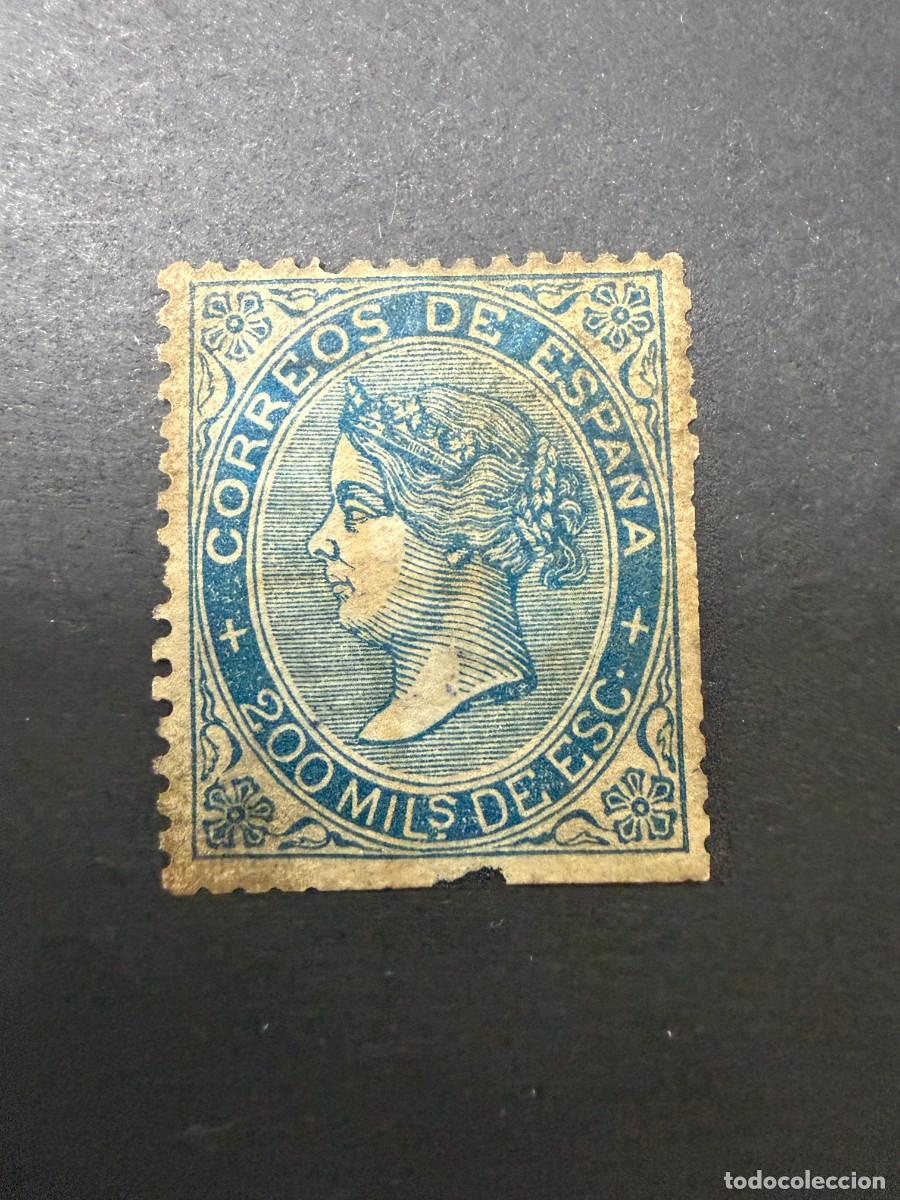 CORREOS DE ESPAÑA
+ 200 MILS DE ESC. +
todocoleccion